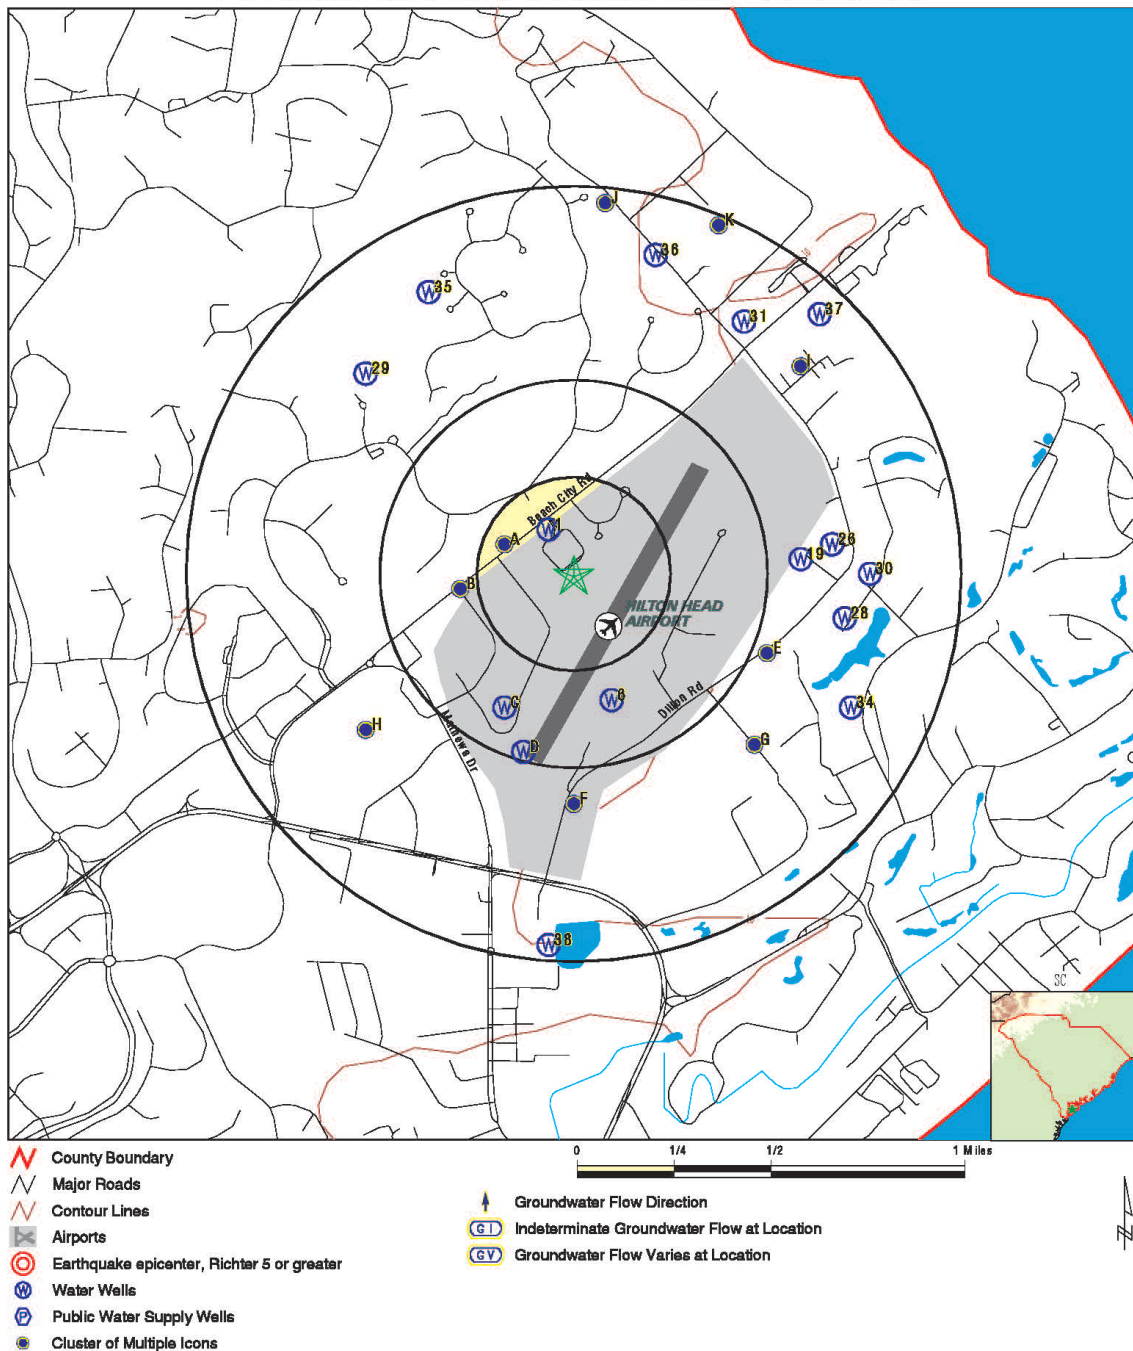 J
K
W 36
W 35
W 31
W 37
I
W 29
Beach City Rd
W 1
A
W 26
W 19
W 30
B
HILTON HEAD
AIRPORT
W 28
E
W 6
W C
Dillon Rd
W 34
H
Mathews Dr
W D
G
F
W 38
SC
0 1/4 1/2 1 Miles
County Boundary
Major Roads
Contour Lines
Airports
Earthquake epicenter, Richter 5 or greater
W Water Wells
P Public Water Supply Wells
Cluster of Multiple Icons
Groundwater Flow Direction
GI Indeterminate Groundwater Flow at Location
GV Groundwater Flow Varies at Location
N